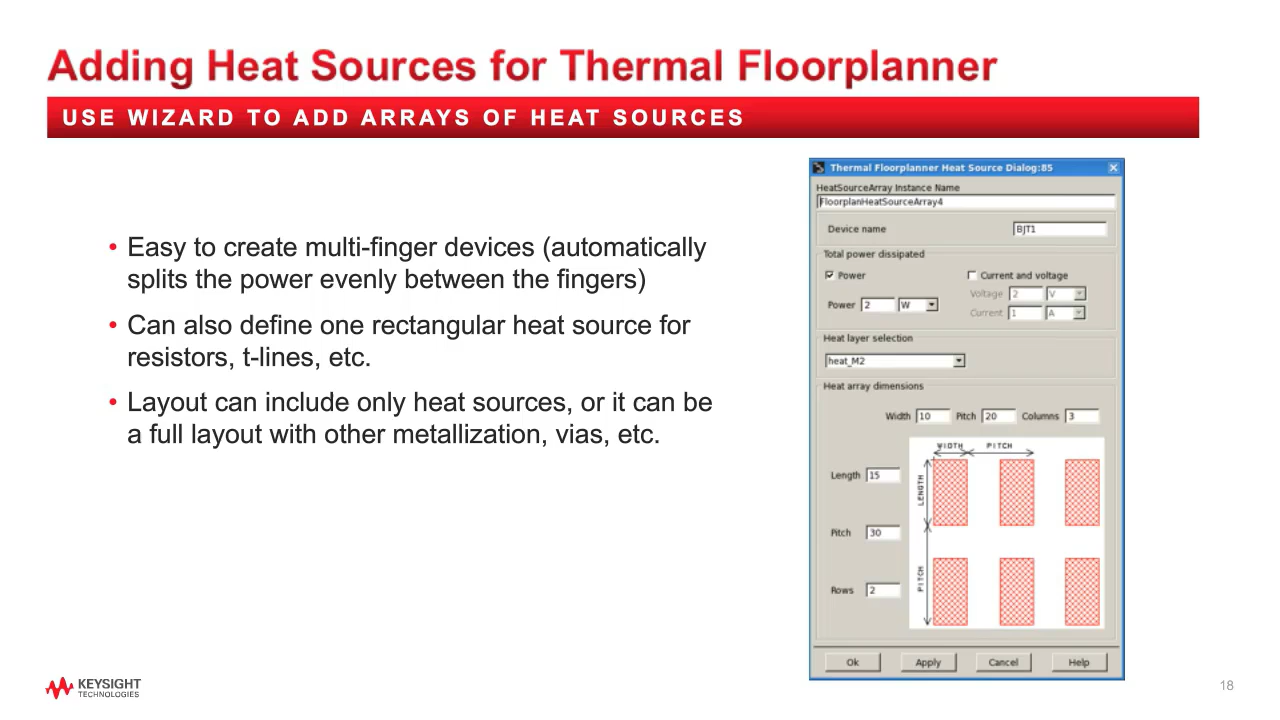 Adding Heat Sources for Thermal Floorplanner
USE WIZARD TO ADD ARRAYS OF HEAT SOURCES
• Easy to create multi-finger devices (automatically
splits the power evenly between the fingers)
• Can also define one rectangular heat source for
resistors, t-lines, etc.
• Layout can include only heat sources, or it can be
a full layout with other metallization, vias, etc.
Thermal Floorplanner Heat Source Dialog:85
HeatSourceArray Instance Name
FloorplanHeatSourceArray4
Device name BJT1
Total power dissipated
Power Current and voltage
Voltage 2 V
Power 2 W
Current 1 A
Heat layer selection
heat_M2
Heat array dimensions
Width 10 Pitch 20 Columns 3
WIDTH PITCH
Length 15
LENGTH
Pitch 30
PITCH
Rows 2
Ok Apply Cancel Help
KEYSIGHT
TECHNOLOGIES
18